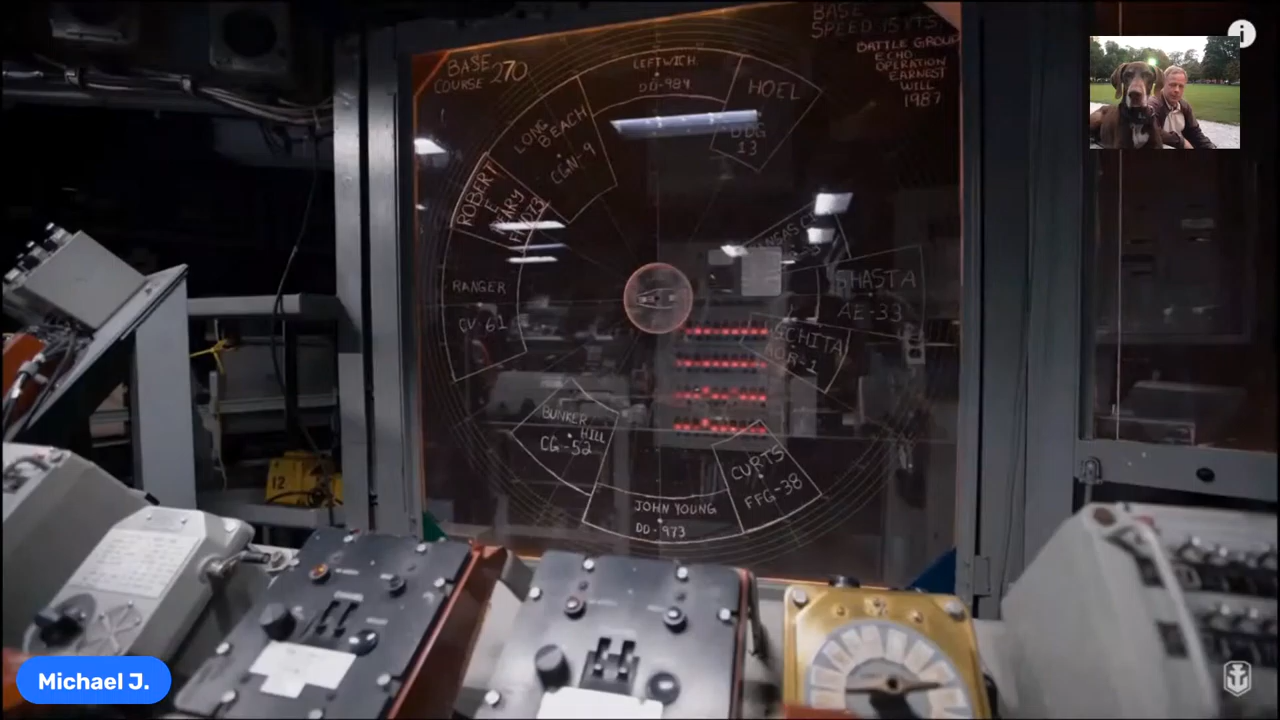 BASE
COURSE 270
BASE
SPEED 15 KTS
BATTLE GROUP
ECHO
OPERATION
EARNEST
WILL
1987
LEFTWICH
DD-984
HOEL
DDG
13
LONG
BEACH
CGN-9
ROBERT
E
PEARY
RANGER
CV-61
SHASTA
AE-33
BUNKER
HILL
CG-52
CURTS
FFG-38
JOHN YOUNG
DD-973
12
Michael J.
i